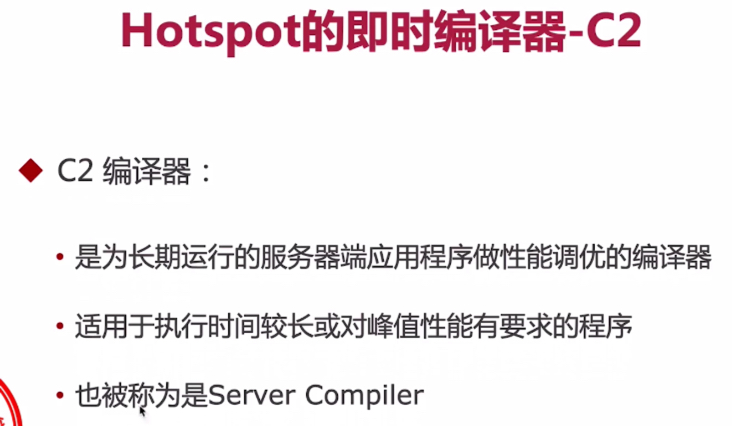 Hotspot的即时编译器-C2
C2 编译器：
是为长期运行的服务器端应用程序做性能调优的编译器
适用于执行时间较长或对峰值性能有要求的程序
也被称为是Server Compiler